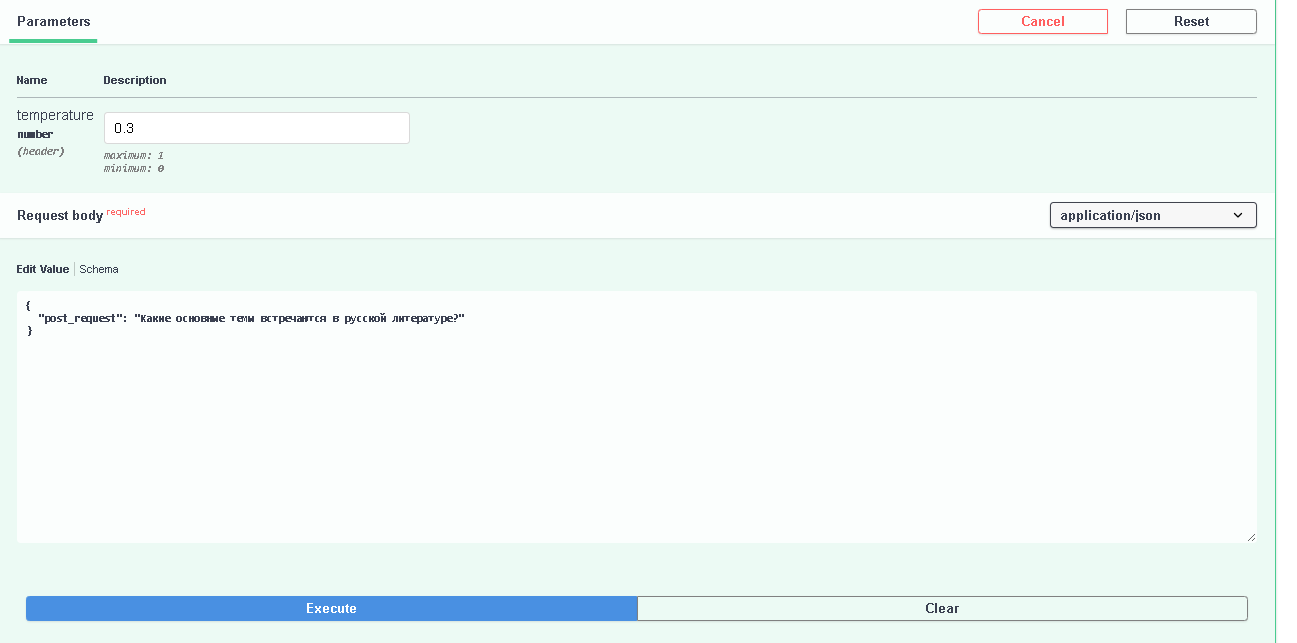 Parameters
Cancel
Reset
Name Description
temperature
number
(header)
0.3
maximum: 1
minimum: 0
Request body required
application/json
Edit Value | Schema
{
"post_request": "Какие основные темы встречаются в русской литературе?"
}
Execute
Clear